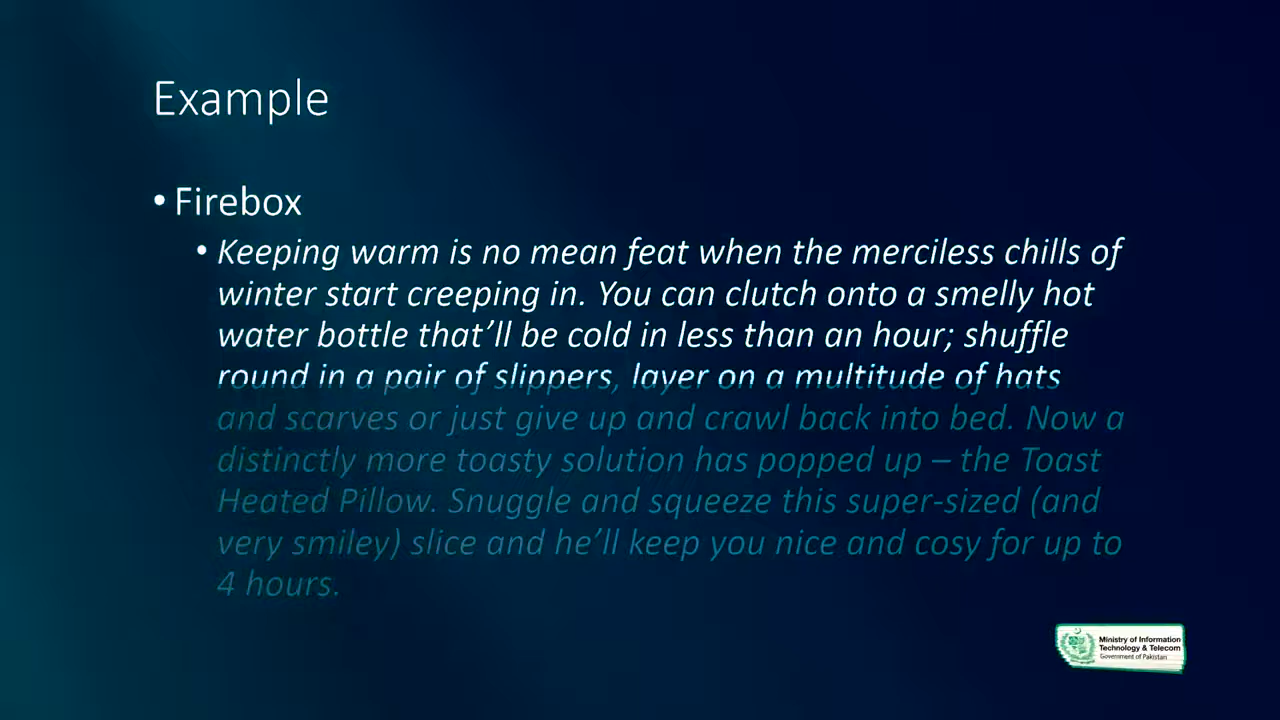 Example
• Firebox
• Keeping warm is no mean feat when the merciless chills of
winter start creeping in. You can clutch onto a smelly hot
water bottle that’ll be cold in less than an hour; shuffle
round in a pair of slippers, layer on a multitude of hats
and scarves or just give up and crawl back into bed. Now a
distinctly more toasty solution has popped up – the Toast
Heated Pillow. Snuggle and squeeze this super-sized (and
very smiley) slice and he’ll keep you nice and cosy for up to
4 hours.
Ministry of Information
Technology & Telecom
Government of Pakistan